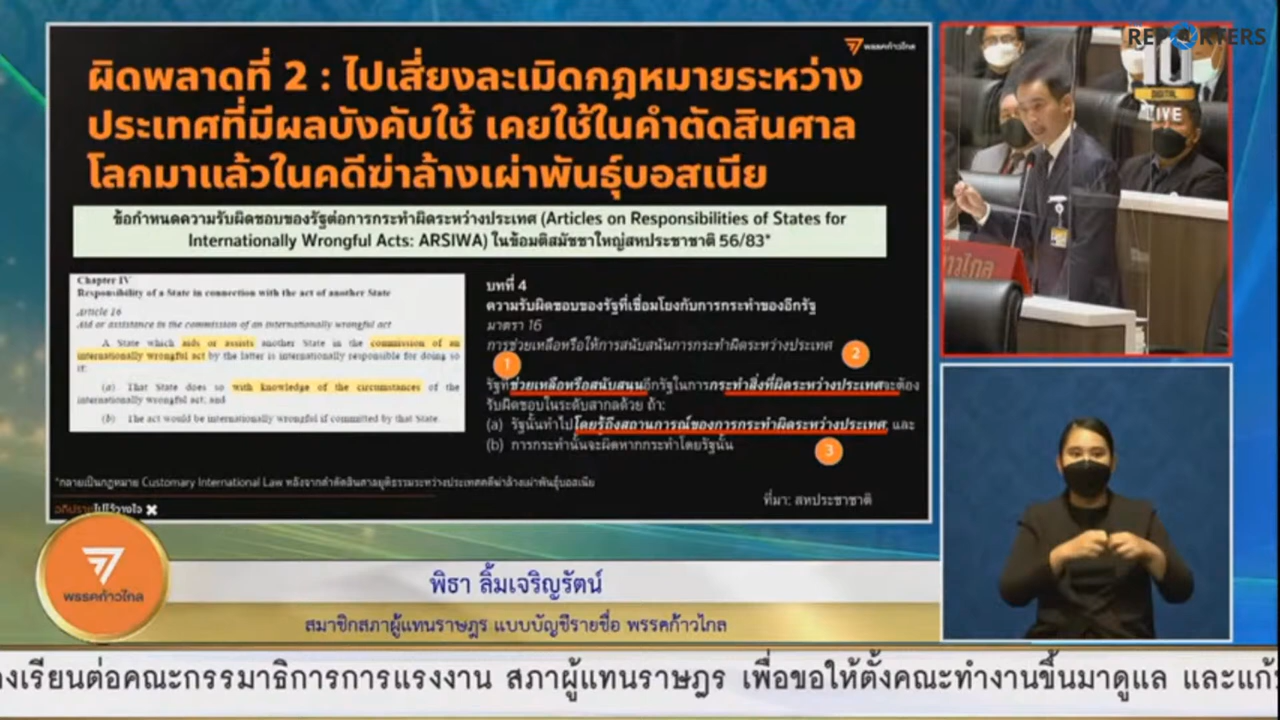 REPORTERS
10
DIGITAL
LIVE
พรรคก้าวไกล
ผิดพลาดที่ 2 : ไปเสี่ยงละเมิดกฎหมายระหว่าง
ประเทศที่มีผลบังคับใช้ เคยใช้ในคำตัดสินศาล
โลกมาแล้วในคดีฆ่าล้างเผ่าพันธุ์บอสเนีย
ข้อกำหนดความรับผิดชอบของรัฐต่อการกระทำผิดระหว่างประเทศ (Articles on Responsibilities of States for
Internationally Wrongful Acts: ARSIWA) ในข้อมติสมัชชาใหญ่สหประชาชาติ 56/83*
Chapter IV
Responsibility of a State in connection with the act of another State
Article 16
Aid or assistance in the commission of an internationally wrongful act
A State which aids or assists another State in the commission of an
internationally wrongful act by the latter is internationally responsible for doing so
if:
(a) That State does so with knowledge of the circumstances of the
internationally wrongful act; and
(b) The act would be internationally wrongful if committed by that State.
บทที่ 4
ความรับผิดชอบของรัฐที่เชื่อมโยงกับการกระทำของอีกรัฐ
มาตรา 16
การช่วยเหลือหรือให้การสนับสนุนการกระทำผิดระหว่างประเทศ
1
2
รัฐที่ช่วยเหลือหรือสนับสนุนอีกรัฐในการกระทำสิ่งที่ผิดระหว่างประเทศจะต้อง
รับผิดชอบในระดับสากลด้วย ถ้า:
(a) รัฐนั้นทำไปโดยรู้ถึงสถานการณ์ของการกระทำผิดระหว่างประเทศ และ
(b) การกระทำนั้นจะผิดหากกระทำโดยรัฐนั้น
3
*กลายเป็นกฎหมาย Customary International Law หลังจากคำตัดสินศาลยุติธรรมระหว่างประเทศคดีฆ่าล้างเผ่าพันธุ์บอสเนีย
ที่มา: สหประชาชาติ
อภิปรายไม่ไว้วางใจ
พรรคก้าวไกล
พิธา ลิ้มเจริญรัตน์
สมาชิกสภาผู้แทนราษฎร แบบบัญชีรายชื่อ พรรคก้าวไกล
องเรียนต่อคณะกรรมาธิการการแรงงาน สภาผู้แทนราษฎร เพื่อขอให้ตั้งคณะทำงานขึ้นมาดูแล และแก้